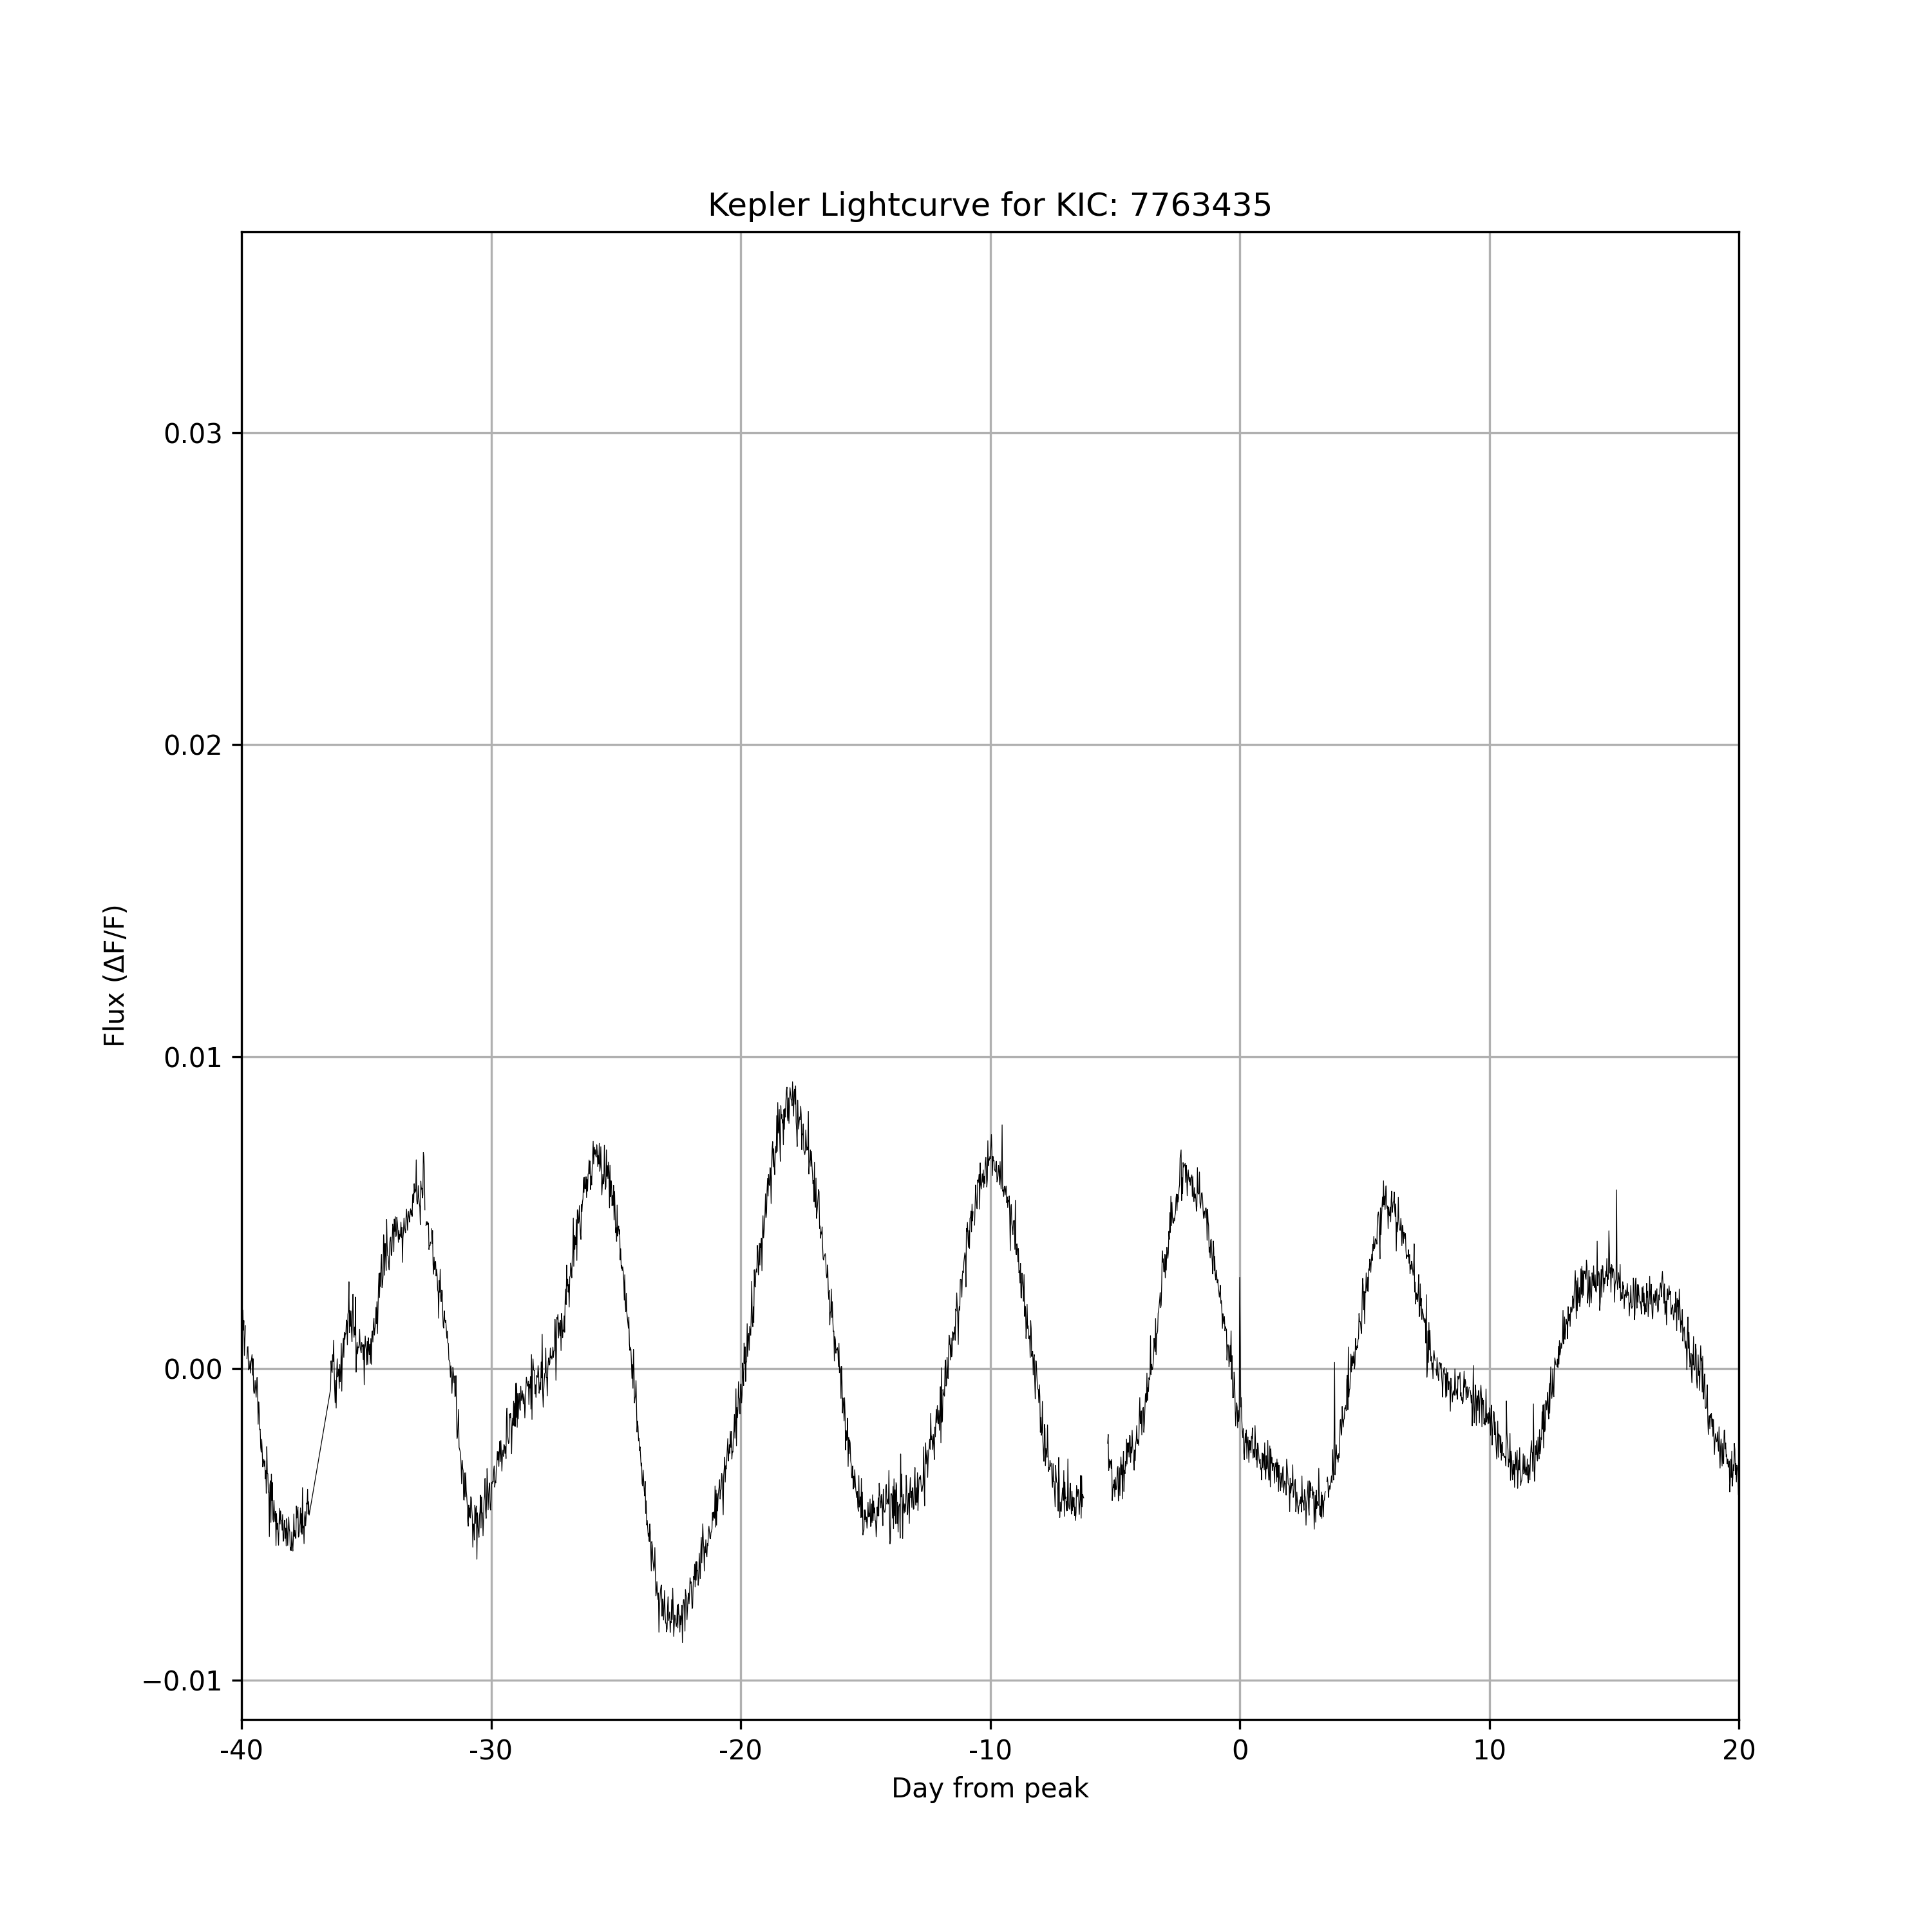 Kepler Lightcurve for KIC: 7763435
Flux (ΔF/F)
0.03
0.02
0.01
0.00
−0.01
-40 -30 -20 -10 0 10 20
Day from peak